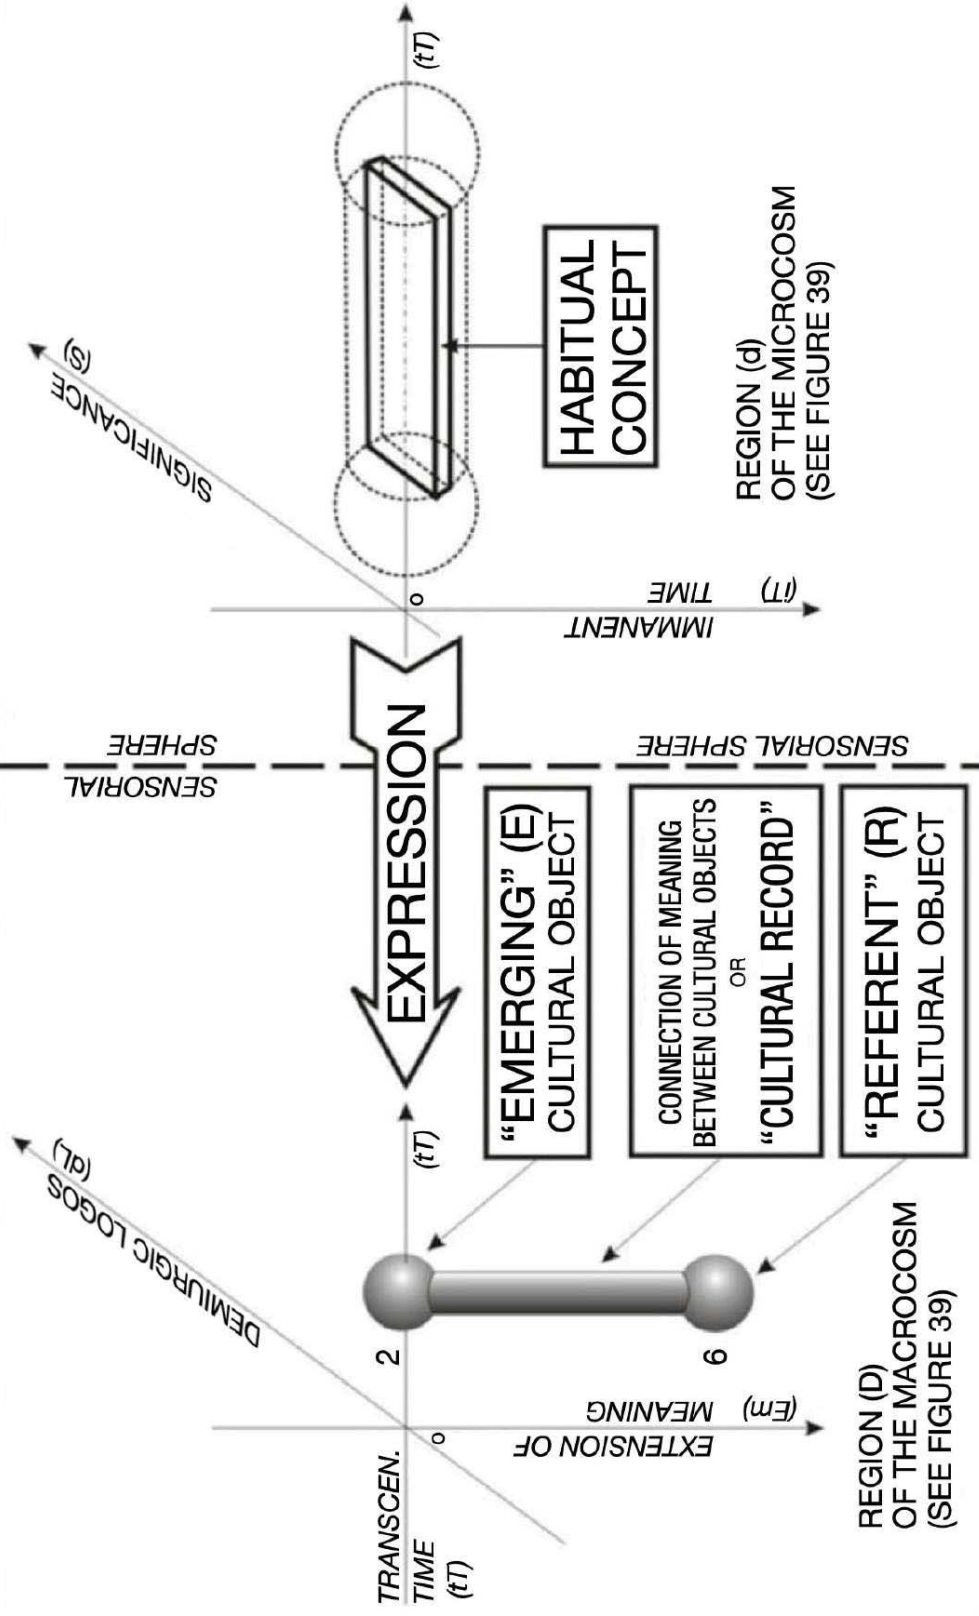 TRANSCEN.
TIME
(tT)
DEMIURGIC LOGOS
(dL)
EXTENSION OF
MEANING
(Em)
o
2
6
(tT)
REGION (D)
OF THE MACROCOSM
(SEE FIGURE 39)
"EMERGING" (E)
CULTURAL OBJECT
CONNECTION OF MEANING
BETWEEN CULTURAL OBJECTS
OR
"CULTURAL RECORD"
"REFERENT" (R)
CULTURAL OBJECT
EXPRESSION
SENSORIAL
SPHERE
SENSORIAL SPHERE
SIGNIFICANCE
(S)
IMMANENT
TIME
(iT)
o
(tT)
HABITUAL
CONCEPT
REGION (d)
OF THE MICROCOSM
(SEE FIGURE 39)